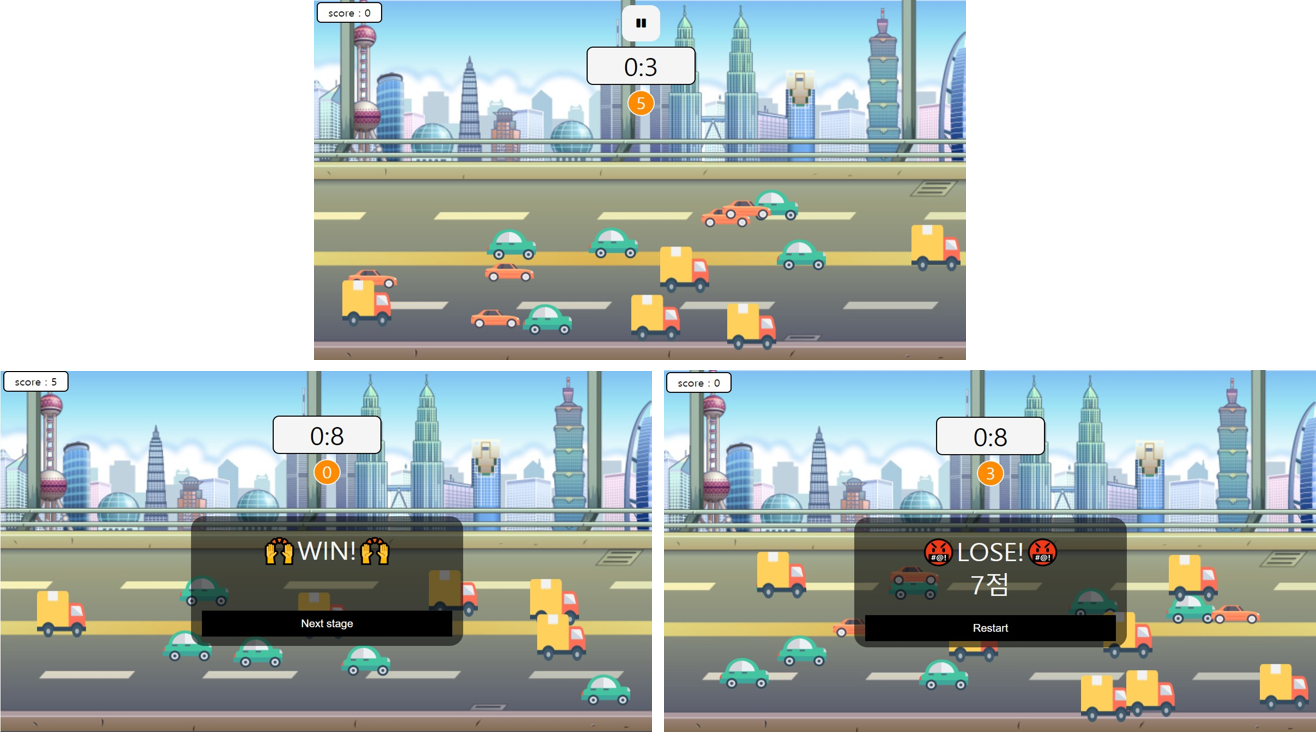 score : 0
0:3
5
score : 5
0:8
0
WIN!
Next stage
score : 0
0:8
3
LOSE!
7점
Restart